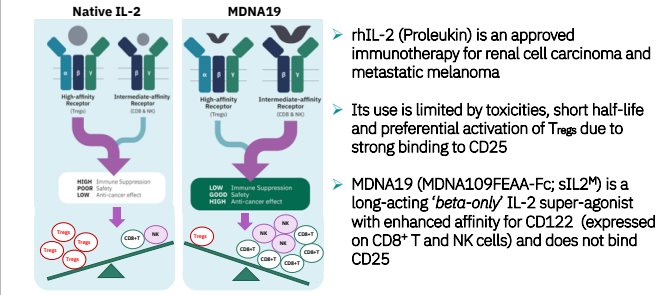 Native IL-2
MDNA19
α β γ
β γ
α β γ
β γ
High-affinity
Receptor
(Tregs)
Intermediate-affinity
Receptor
(CD8 & NK)
High-affinity
Receptor
(Tregs)
Intermediate-affinity
Receptor
(CD8 & NK)
HIGH Immune Suppression
POOR Safety
LOW Anti-cancer effect
LOW Immune Suppression
GOOD Safety
HIGH Anti-cancer effect
Tregs
Tregs
Tregs
Tregs
Tregs
CD8+T
NK
Tregs
NK
NK
NK
NK
CD8+T
CD8+T
CD8+T
CD8+T
CD8+T
rhIL-2 (Proleukin) is an approved
immunotherapy for renal cell carcinoma and
metastatic melanoma
Its use is limited by toxicities, short half-life
and preferential activation of Tregs due to
strong binding to CD25
MDNA19 (MDNA109FEAA-Fc; sIL2ᴹ) is a
long-acting ‘beta-only’ IL-2 super-agonist
with enhanced affinity for CD122 (expressed
on CD8⁺ T and NK cells) and does not bind
CD25